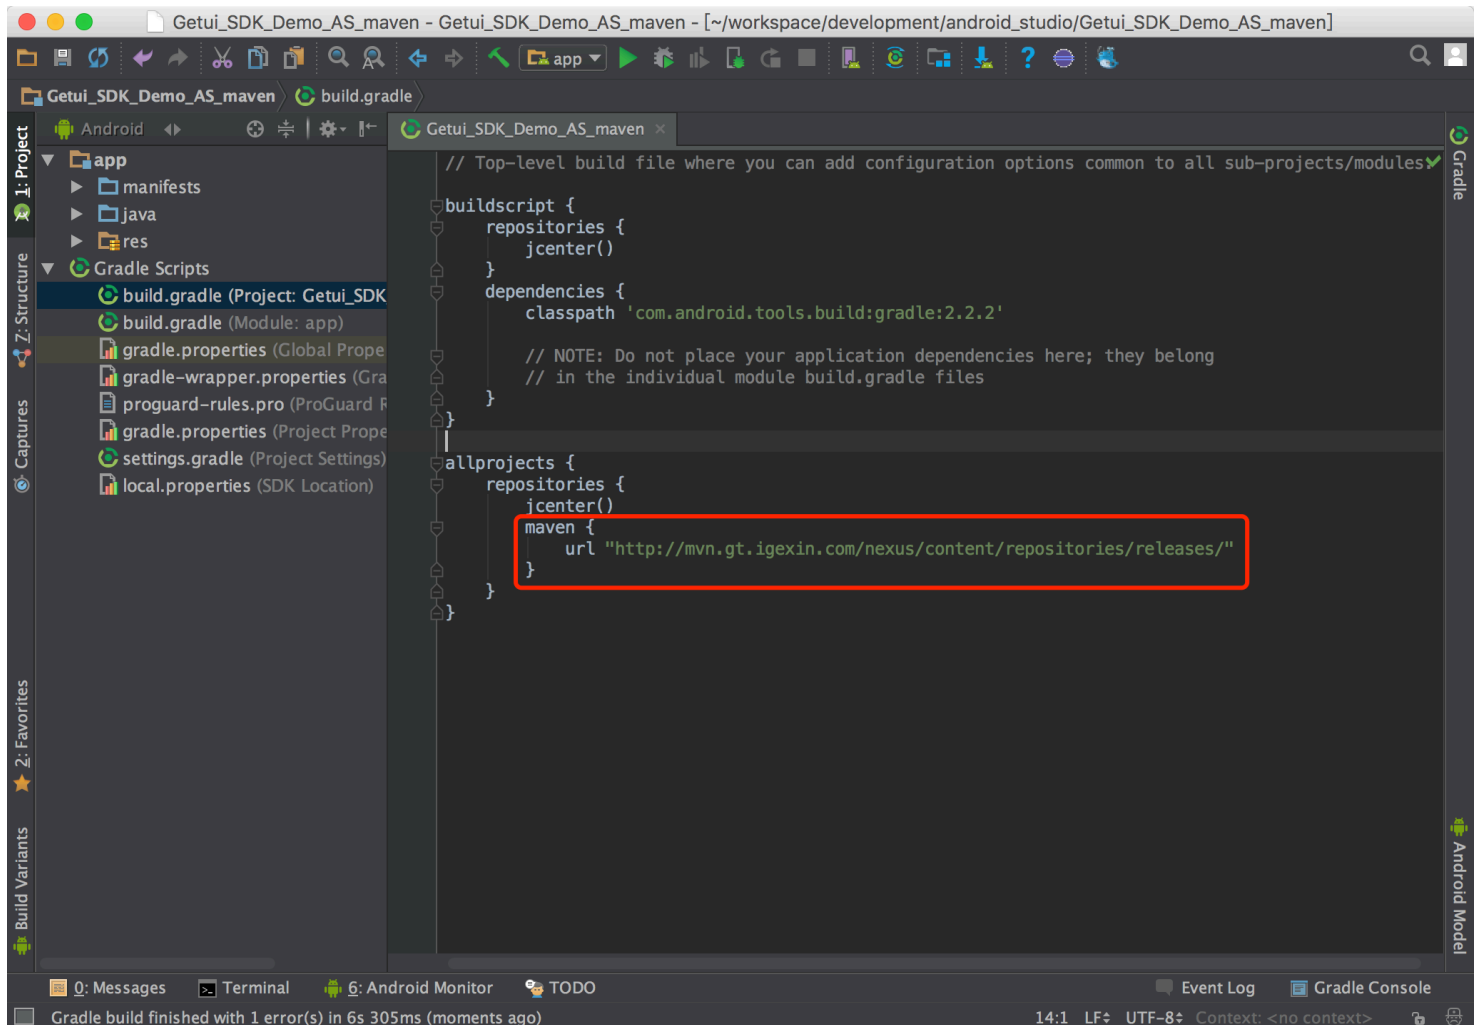 Getui_SDK_Demo_AS_maven - Getui_SDK_Demo_AS_maven - [~/workspace/development/android_studio/Getui_SDK_Demo_AS_maven]
app
Getui_SDK_Demo_AS_maven build.gradle
1: Project
Z: Structure
Captures
2: Favorites
Build Variants
Android
app
manifests
java
res
Gradle Scripts
build.gradle (Project: Getui_SDK
build.gradle (Module: app)
gradle.properties (Global Prope
gradle-wrapper.properties (Gra
proguard-rules.pro (ProGuard R
gradle.properties (Project Prope
settings.gradle (Project Settings)
local.properties (SDK Location)
Getui_SDK_Demo_AS_maven
// Top-level build file where you can add configuration options common to all sub-projects/modules.
buildscript {
repositories {
jcenter()
}
dependencies {
classpath 'com.android.tools.build:gradle:2.2.2'
// NOTE: Do not place your application dependencies here; they belong
// in the individual module build.gradle files
}
}
allprojects {
repositories {
jcenter()
maven {
url "http://mvn.gt.igexin.com/nexus/content/repositories/releases/"
}
}
}
Gradle
Android Model
0: Messages Terminal 6: Android Monitor TODO Event Log Gradle Console
Gradle build finished with 1 error(s) in 6s 305ms (moments ago) 14:1 LF UTF-8 Context: <no context>